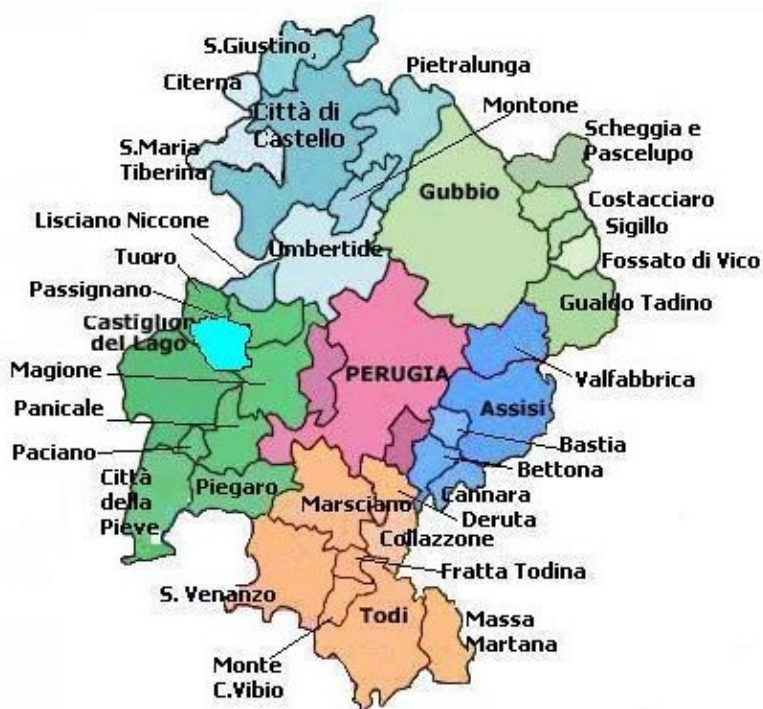 S.Giustino
Citerna
Città di
Castello
Pietralunga
Montone
S.Maria
Tiberina
Scheggia e
Pascelupo
Gubbio
Costacciaro
Sigillo
Lisciano Niccone
Umbertide
Tuoro
Fossato di Vico
Passignano
Gualdo Tadino
Castiglion
del Lago
Magione
PERUGIA
Valfabbrica
Panicale
Assisi
Paciano
Bastia
Città
della
Pieve
Piegaro
Bettona
Marsciano
Cannara
Deruta
Collazzone
Fratta Todina
S. Venanzo
Todi
Massa
Martana
Monte
C.Vibio